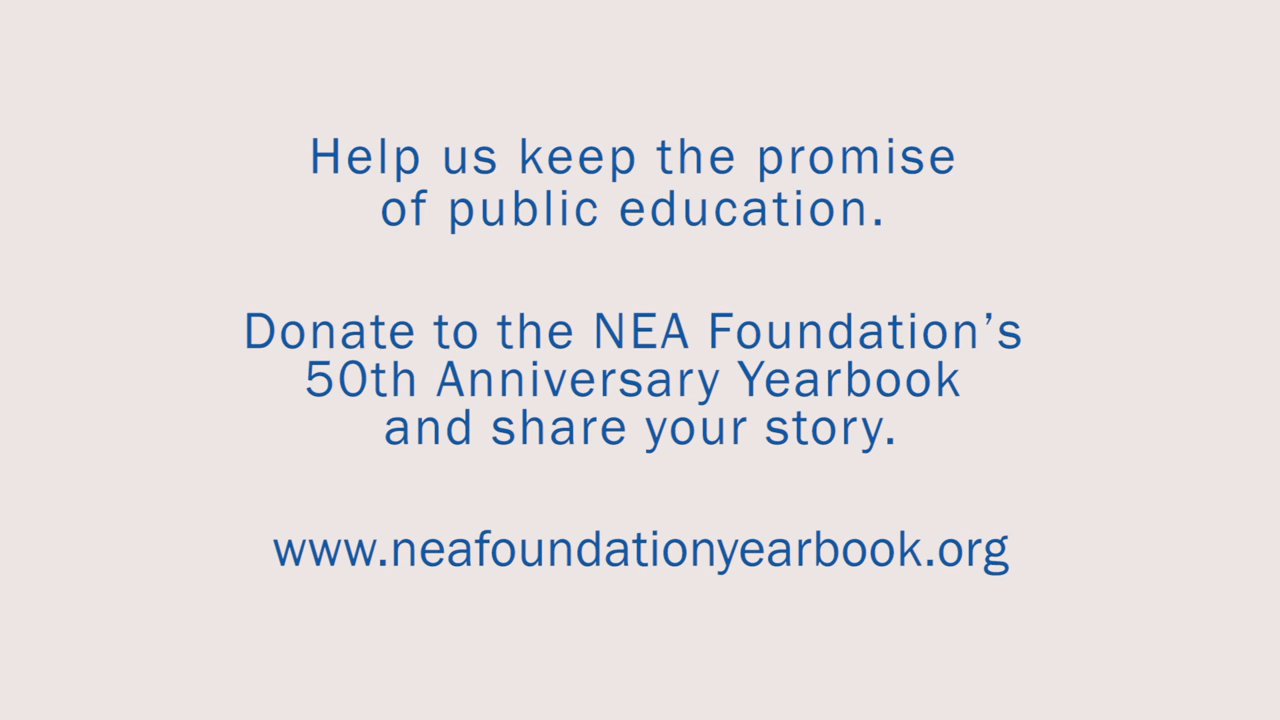 Help us keep the promise
of public education.
Donate to the NEA Foundation’s
50th Anniversary Yearbook
and share your story.
www.neafoundationyearbook.org